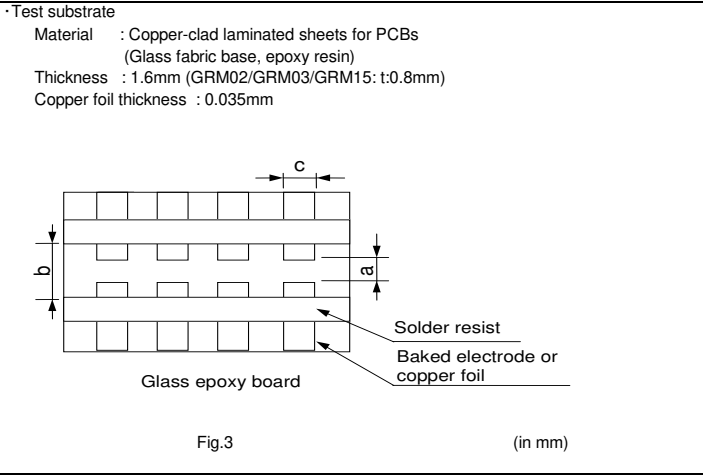 ·Test substrate
Material : Copper-clad laminated sheets for PCBs
(Glass fabric base, epoxy resin)
Thickness : 1.6mm (GRM02/GRM03/GRM15: t:0.8mm)
Copper foil thickness : 0.035mm
c
b
a
Solder resist
Baked electrode or
copper foil
Glass epoxy board
Fig.3 (in mm)